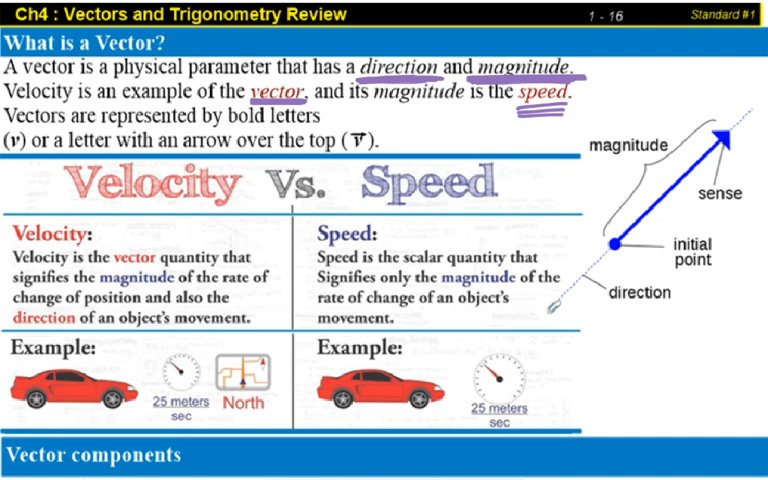 Ch4 : Vectors and Trigonometry Review
1 - 16
Standard #1
What is a Vector?
A vector is a physical parameter that has a direction and magnitude.
Velocity is an example of the vector, and its magnitude is the speed.
Vectors are represented by bold letters
(v) or a letter with an arrow over the top (v⃗).
magnitude
sense
initial
point
direction
Velocity Vs. Speed
Velocity:
Velocity is the vector quantity that
signifies the magnitude of the rate of
change of position and also the
direction of an object's movement.
Speed:
Speed is the scalar quantity that
Signifies only the magnitude of the
rate of change of an object's
movement.
Example:
25 meters
sec
North
Example:
25 meters
sec
Vector components